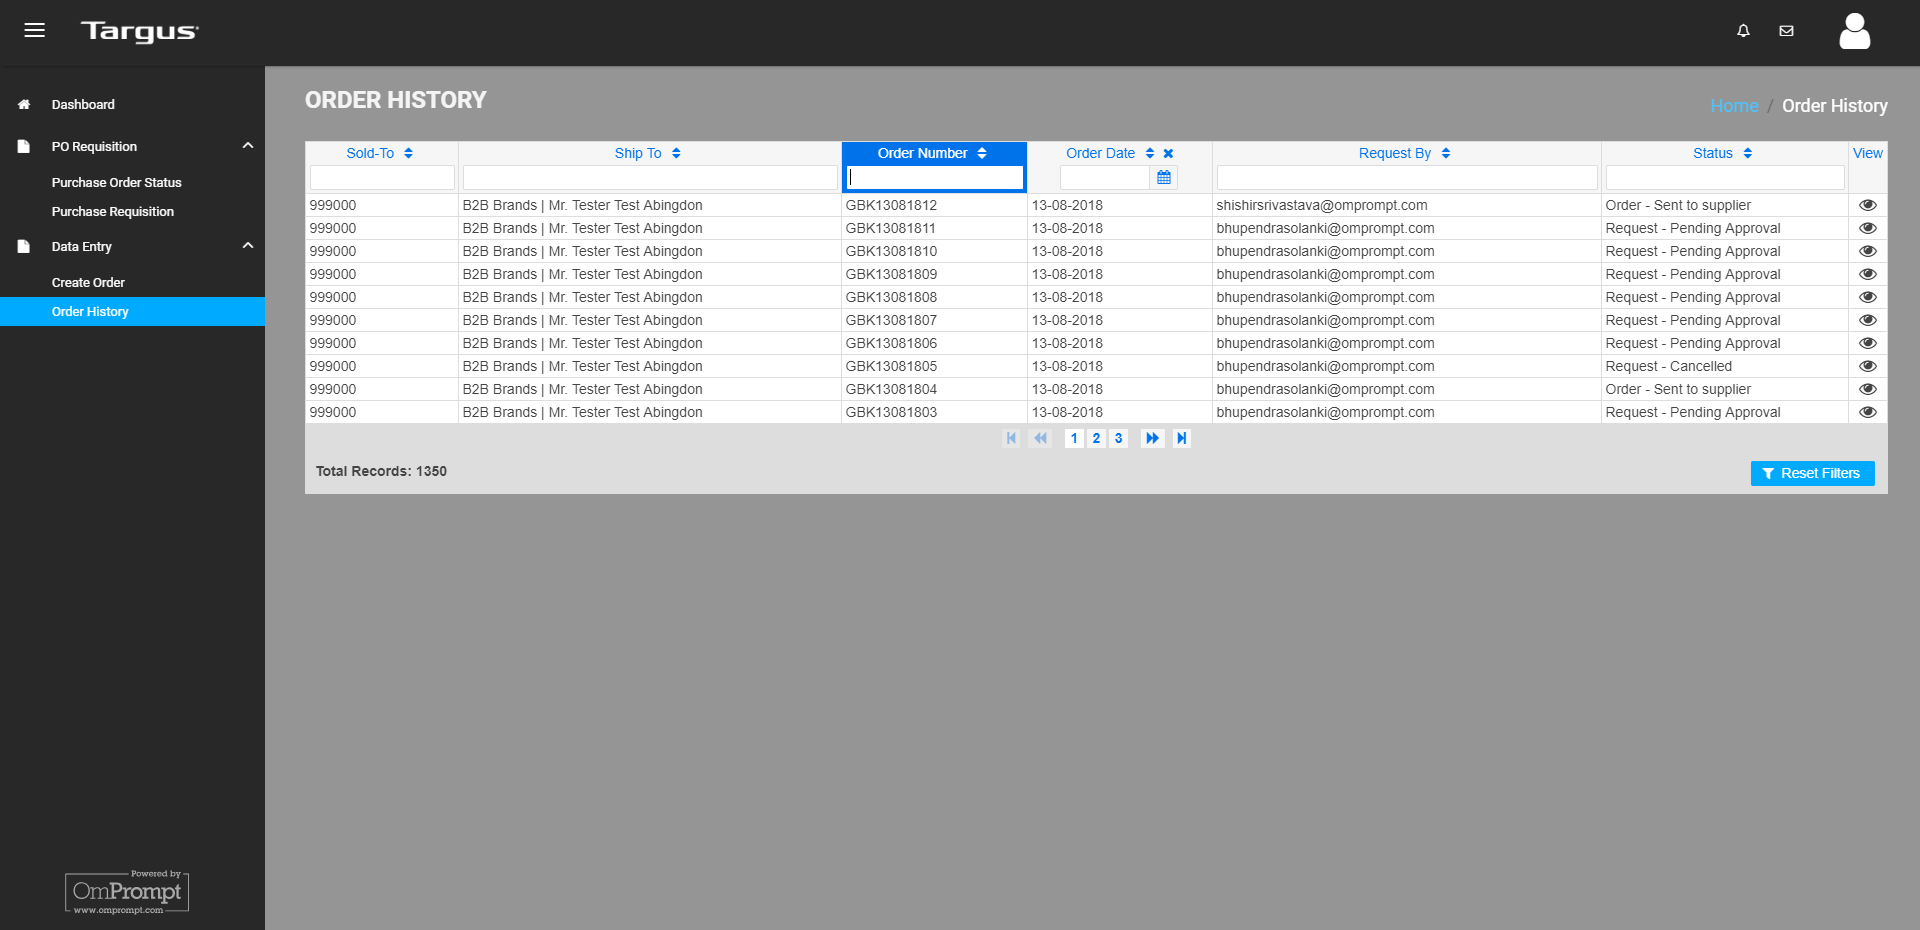 Targus
Dashboard
PO Requisition
Purchase Order Status
Purchase Requisition
Data Entry
Create Order
Order History
Powered by
OmPrompt
www.omprompt.com
ORDER HISTORY
Home / Order History
Sold-To Ship To Order Number Order Date Request By Status View
999000 B2B Brands | Mr. Tester Test Abingdon GBK13081812 13-08-2018 shishirsrivastava@omprompt.com Order - Sent to supplier
999000 B2B Brands | Mr. Tester Test Abingdon GBK13081811 13-08-2018 bhupendrasolanki@omprompt.com Request - Pending Approval
999000 B2B Brands | Mr. Tester Test Abingdon GBK13081810 13-08-2018 bhupendrasolanki@omprompt.com Request - Pending Approval
999000 B2B Brands | Mr. Tester Test Abingdon GBK13081809 13-08-2018 bhupendrasolanki@omprompt.com Request - Pending Approval
999000 B2B Brands | Mr. Tester Test Abingdon GBK13081808 13-08-2018 bhupendrasolanki@omprompt.com Request - Pending Approval
999000 B2B Brands | Mr. Tester Test Abingdon GBK13081807 13-08-2018 bhupendrasolanki@omprompt.com Request - Pending Approval
999000 B2B Brands | Mr. Tester Test Abingdon GBK13081806 13-08-2018 bhupendrasolanki@omprompt.com Request - Pending Approval
999000 B2B Brands | Mr. Tester Test Abingdon GBK13081805 13-08-2018 bhupendrasolanki@omprompt.com Request - Cancelled
999000 B2B Brands | Mr. Tester Test Abingdon GBK13081804 13-08-2018 bhupendrasolanki@omprompt.com Order - Sent to supplier
999000 B2B Brands | Mr. Tester Test Abingdon GBK13081803 13-08-2018 bhupendrasolanki@omprompt.com Request - Pending Approval
1 2 3
Total Records: 1350
Reset Filters